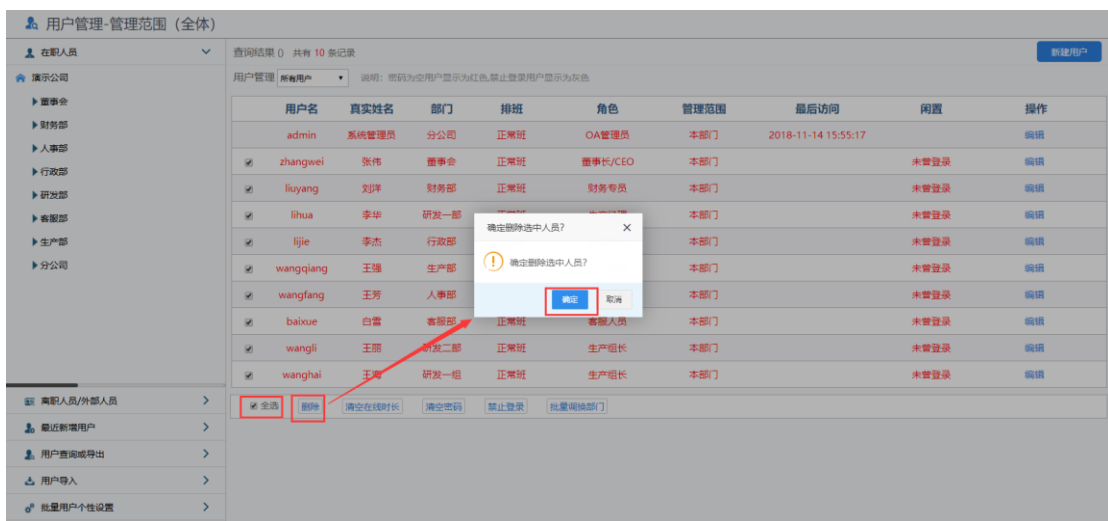 用户管理-管理范围（全体）
在职人员
演示公司
董事会
财务部
人事部
行政部
研发部
客服部
生产部
分公司
离职人员/外部人员
最近新增用户
用户查询或导出
用户导入
批量用户个性设置
查询结果 () 共有 10 条记录
新建用户
用户管理 所有用户 说明：密码为空用户显示为红色,禁止登录用户显示为灰色
用户名 真实姓名 部门 排班 角色 管理范围 最后访问 闲置 操作
admin 系统管理员 分公司 正常班 OA管理员 本部门 2018-11-14 15:55:17 编辑
zhangwei 张伟 董事会 正常班 董事长/CEO 本部门 未曾登录 编辑
liuyang 刘洋 财务部 正常班 财务专员 本部门 未曾登录 编辑
lihua 李华 研发一部 本部门 未曾登录 编辑
lijie 李杰 行政部 本部门 未曾登录 编辑
wangqiang 王强 生产部 本部门 未曾登录 编辑
wangfang 王芳 人事部 本部门 未曾登录 编辑
baixue 白雪 客服部 正常班 客服人员 本部门 未曾登录 编辑
wangli 王丽 研发二部 正常班 生产组长 本部门 未曾登录 编辑
wanghai 王海 研发一组 正常班 生产组长 本部门 未曾登录 编辑
全选 删除 清空在线时长 清空密码 禁止登录 批量调换部门
确定删除选中人员?
确定删除选中人员?
确定 取消